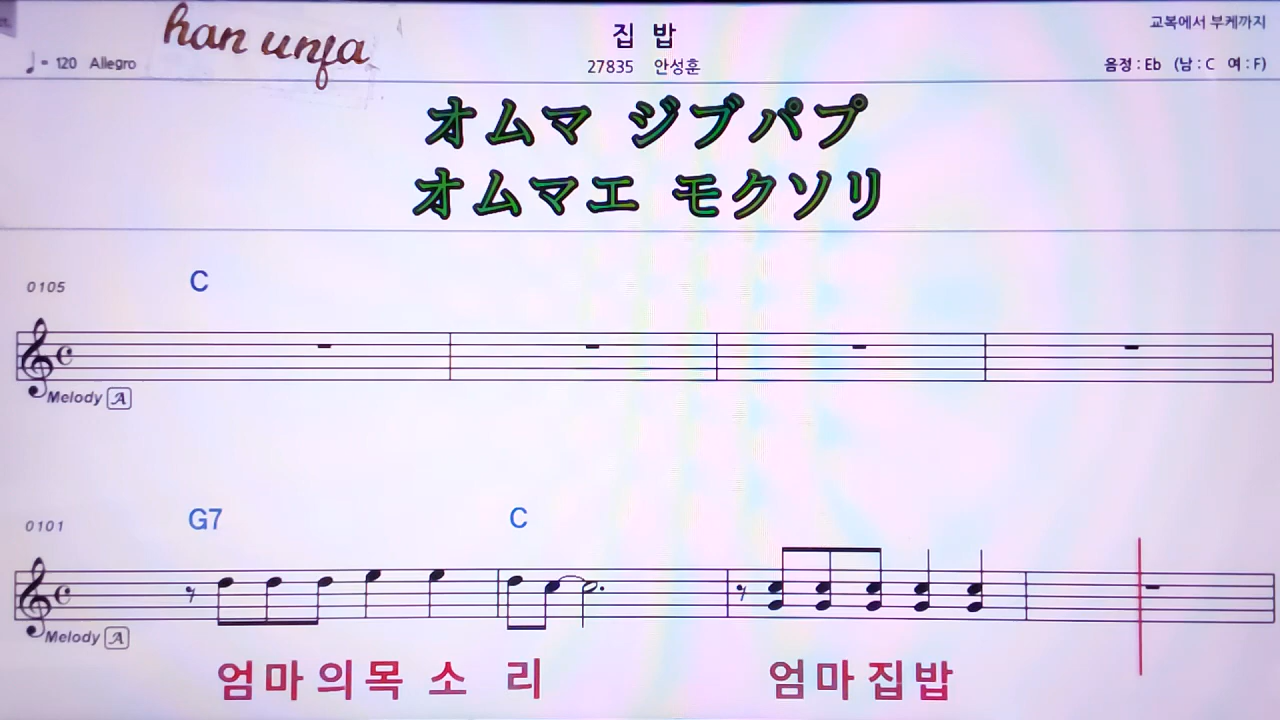 han unja
집 밥
교복에서 부케까지
♩ = 120 Allegro
27835 안성훈
음정 : Eb (남 : C 여 : F)
オムマ ジブパプ
オムマエ モクソリ
C
0105
Melody A
G7 C
0101
Melody A
엄마의목 소 리 엄마집밥